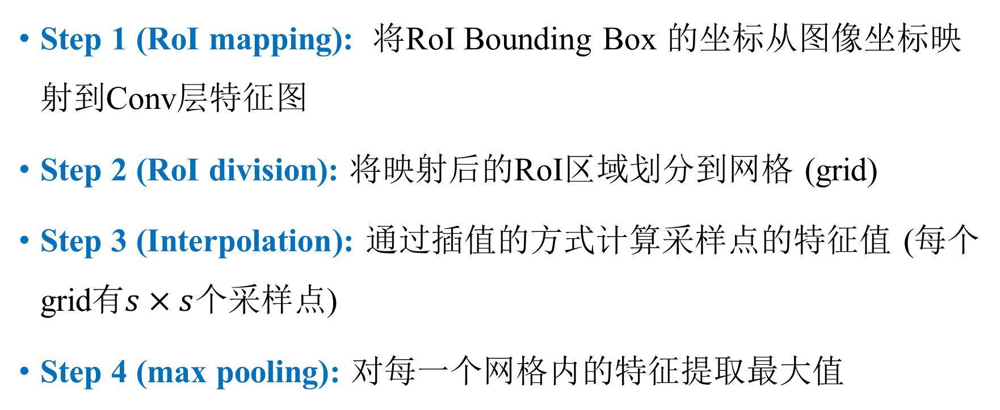 • Step 1 (RoI mapping): 将RoI Bounding Box 的坐标从图像坐标映
射到Conv层特征图
• Step 2 (RoI division): 将映射后的RoI区域划分到网格 (grid)
• Step 3 (Interpolation): 通过插值的方式计算采样点的特征值 (每个
grid有s × s个采样点)
• Step 4 (max pooling): 对每一个网格内的特征提取最大值